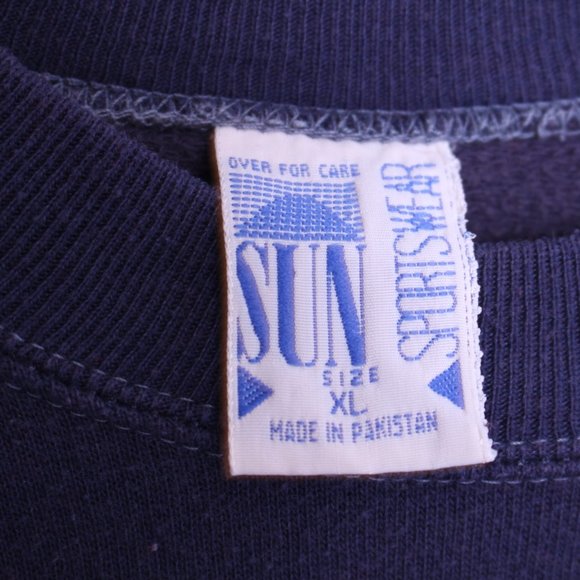 OVER FOR CARE
SUN
SPORTSWEAR
SIZE
XL
MADE IN PAKISTAN